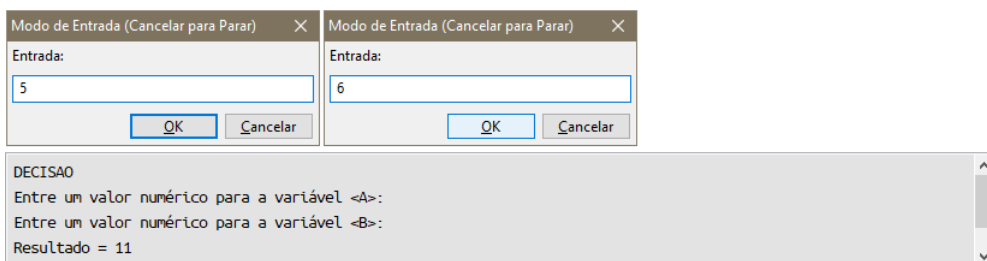 Modo de Entrada (Cancelar para Parar)
Entrada:
5
OK Cancelar
Modo de Entrada (Cancelar para Parar)
Entrada:
6
OK Cancelar
DECISAO
Entre um valor numérico para a variável <A>:
Entre um valor numérico para a variável <B>:
Resultado = 11